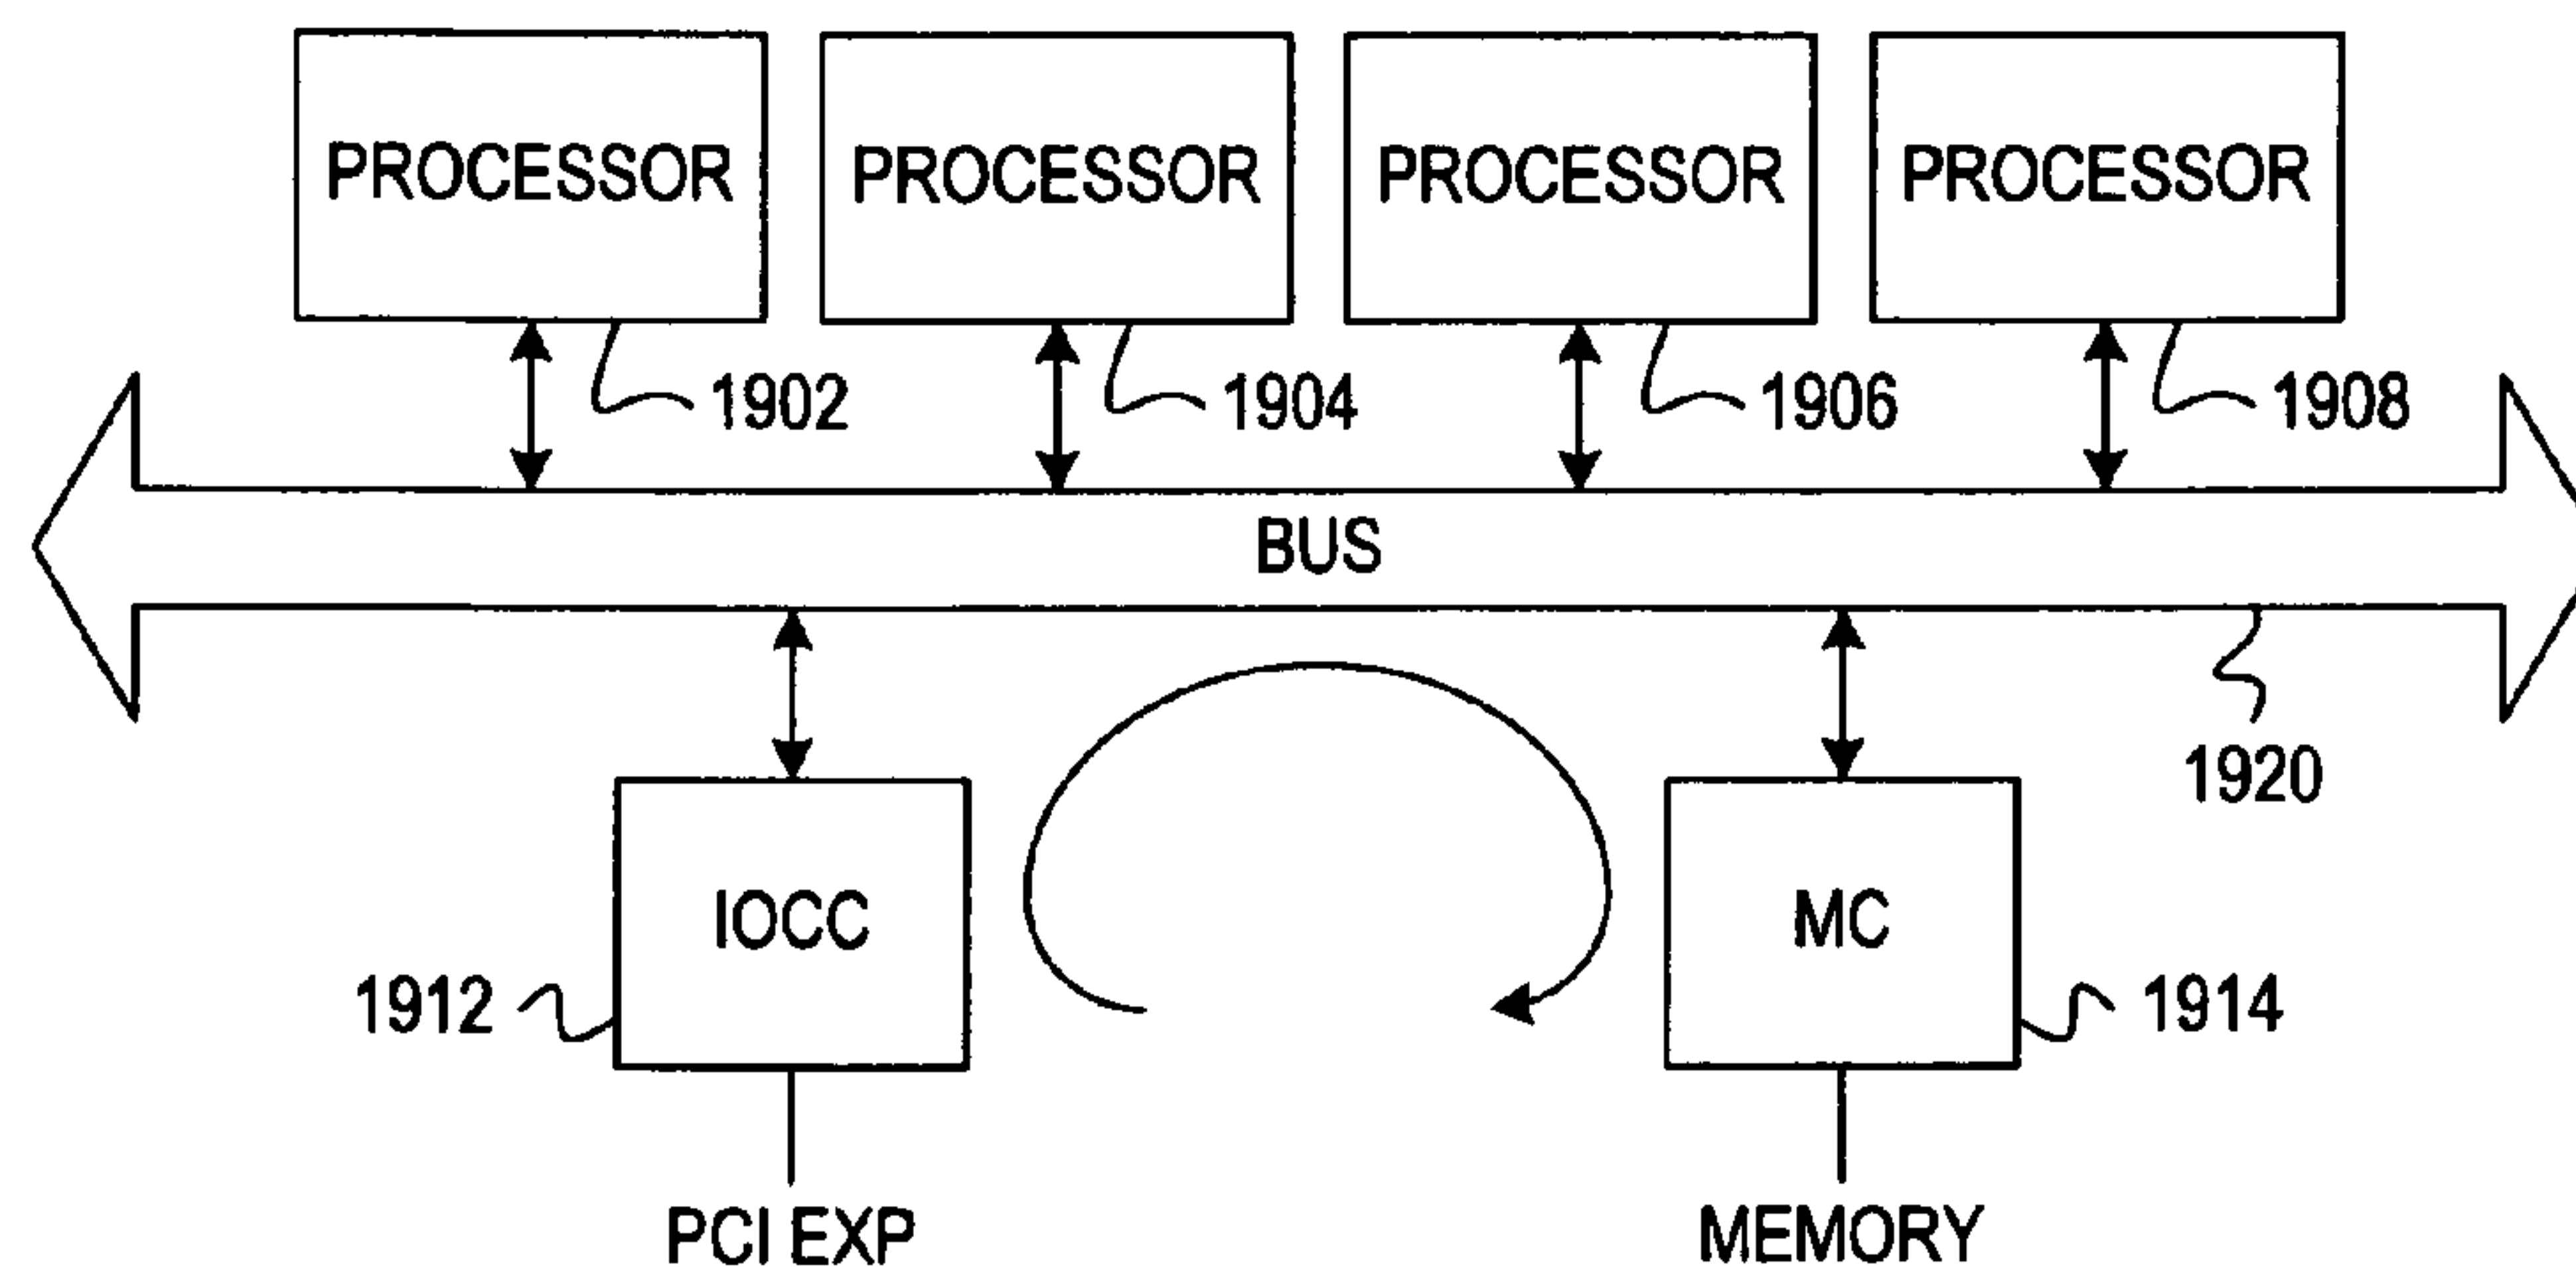 PROCESSOR PROCESSOR PROCESSOR PROCESSOR
1902 1904 1906 1908
BUS
1920
IOCC MC
1912 1914
PCI EXP MEMORY